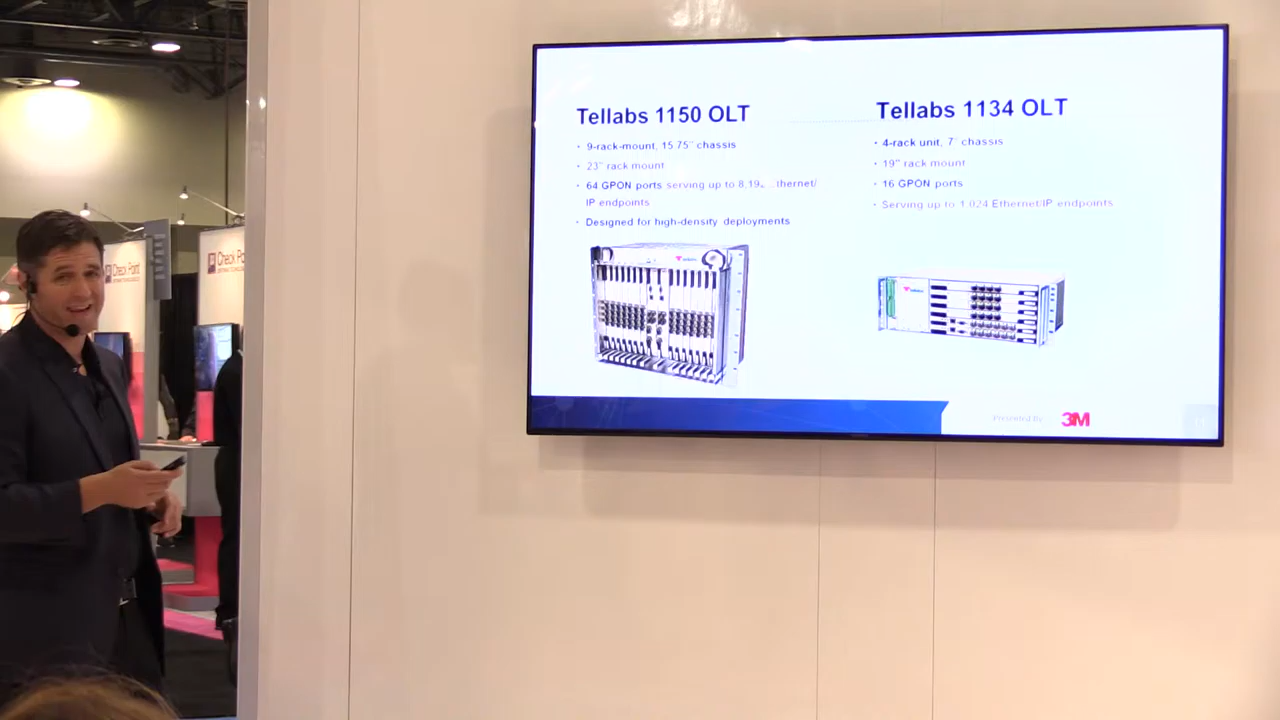 Tellabs 1150 OLT
• 9-rack-mount, 15.75" chassis
• 23" rack mount
• 64 GPON ports serving up to
IP endpoints
• Designed for high-density deployments
Tellabs 1134 OLT
• 4-rack unit, 7" chassis
• 19" rack mount
• 16 GPON ports
• Serving up to 1,024 Ethernet/IP endpoints
Presented by
3M
Check Point
Check